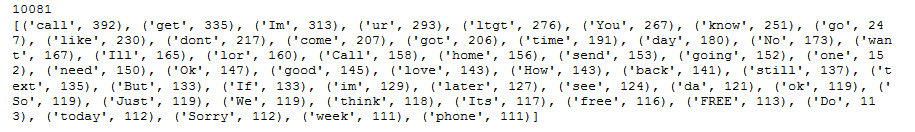 10081
[('call', 392), ('get', 335), ('Im', 313), ('ur', 293), ('ltgt', 276), ('You', 267), ('know', 251), ('go', 24
7), ('like', 230), ('dont', 217), ('come', 207), ('got', 206), ('time', 191), ('day', 180), ('No', 173), ('wan
t', 167), ('Ill', 165), ('lor', 160), ('Call', 158), ('home', 156), ('send', 153), ('going', 152), ('one', 15
2), ('need', 150), ('Ok', 147), ('good', 145), ('love', 143), ('How', 143), ('back', 141), ('still', 137), ('t
ext', 135), ('But', 133), ('If', 133), ('im', 129), ('later', 127), ('see', 124), ('da', 121), ('ok', 119), ('
So', 119), ('Just', 119), ('We', 119), ('think', 118), ('Its', 117), ('free', 116), ('FREE', 113), ('Do', 11
3), ('today', 112), ('Sorry', 112), ('week', 111), ('phone', 111)]